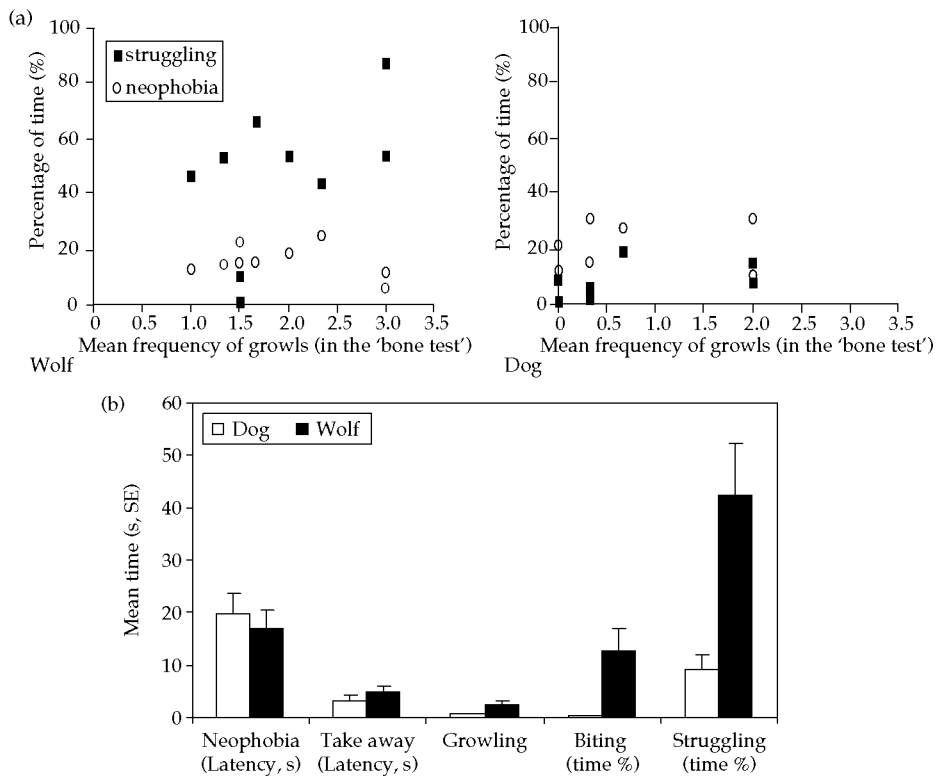 (a)
100
80
60
40
20
0
Percentage of time (%)
struggling
neophobia
0 0.5 1.0 1.5 2.0 2.5 3.0 3.5
Mean frequency of growls (in the 'bone test')
Wolf
100
80
60
40
20
0
Percentage of time (%)
0.0 0.5 1.0 1.5 2.0 2.5 3.0 3.5
Mean frequency of growls (in the 'bone test')
Dog
(b)
60
50
40
30
20
10
0
Mean time (s, SE)
Dog Wolf
Neophobia Take away Growling Biting Struggling
(Latency, s) (Latency, s) (time %) (time %)